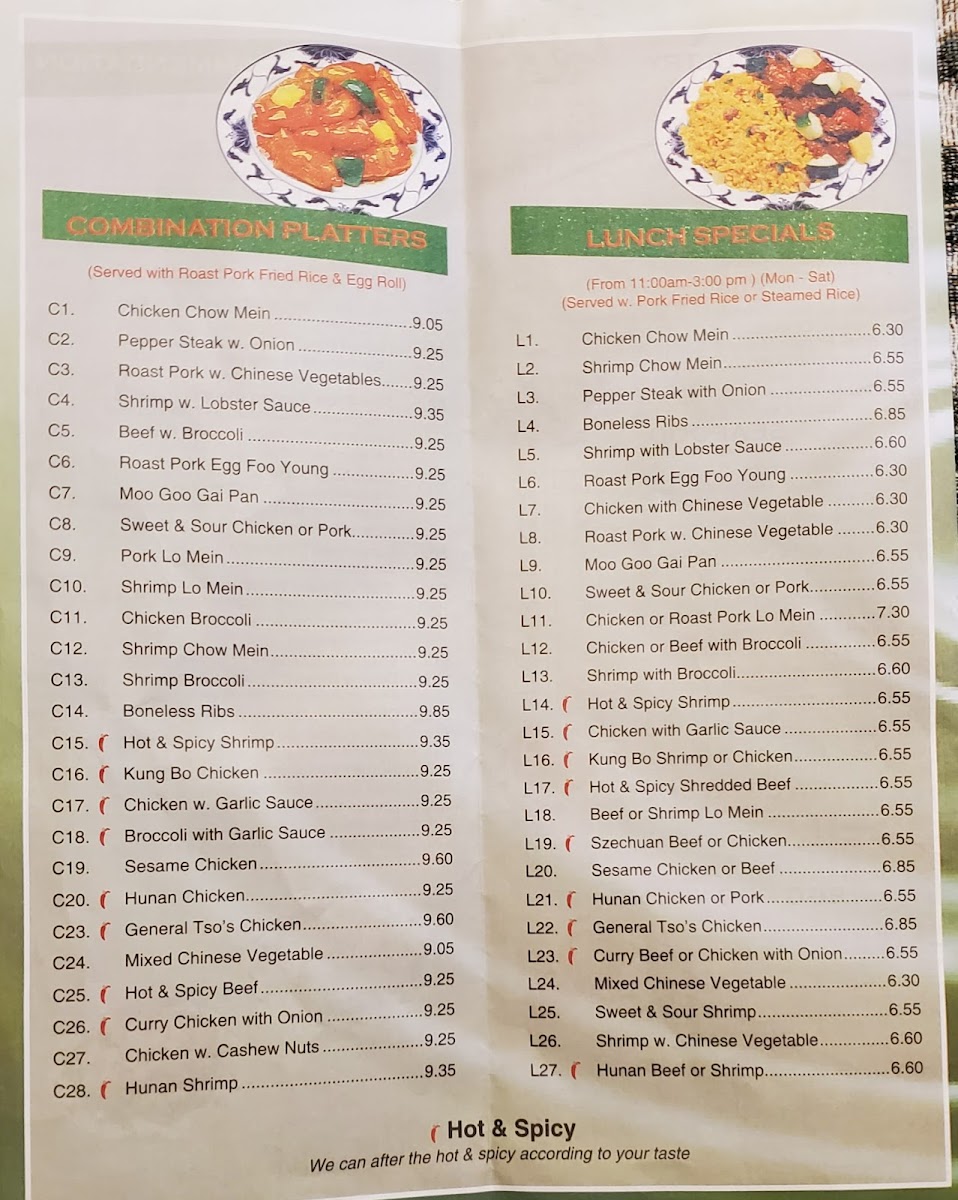 COMBINATION PLATTERS
(Served with Roast Pork Fried Rice & Egg Roll)
C1. Chicken Chow Mein ..............................9.05
C2. Pepper Steak w. Onion ........................9.25
C3. Roast Pork w. Chinese Vegetables......9.25
C4. Shrimp w. Lobster Sauce.....................9.35
C5. Beef w. Broccoli ...................................9.25
C6. Roast Pork Egg Foo Young .................9.25
C7. Moo Goo Gai Pan ................................9.25
C8. Sweet & Sour Chicken or Pork.............9.25
C9. Pork Lo Mein........................................9.25
C10. Shrimp Lo Mein....................................9.25
C11. Chicken Broccoli ..................................9.25
C12. Shrimp Chow Mein...............................9.25
C13. Shrimp Broccoli....................................9.25
C14. Boneless Ribs ......................................9.85
C15. Hot & Spicy Shrimp..............................9.35
C16. Kung Bo Chicken .................................9.25
C17. Chicken w. Garlic Sauce......................9.25
C18. Broccoli with Garlic Sauce ...................9.25
C19. Sesame Chicken..................................9.60
C20. Hunan Chicken.....................................9.25
C23. General Tso's Chicken.........................9.60
C24. Mixed Chinese Vegetable ....................9.05
C25. Hot & Spicy Beef..................................9.25
C26. Curry Chicken with Onion ....................9.25
C27. Chicken w. Cashew Nuts .....................9.25
C28. Hunan Shrimp ......................................9.35
LUNCH SPECIALS
(From 11:00am-3:00 pm ) (Mon - Sat)
(Served w. Pork Fried Rice or Steamed Rice)
L1. Chicken Chow Mein ..............................6.30
L2. Shrimp Chow Mein................................6.55
L3. Pepper Steak with Onion ......................6.55
L4. Boneless Ribs.......................................6.85
L5. Shrimp with Lobster Sauce ...................6.60
L6. Roast Pork Egg Foo Young ..................6.30
L7. Chicken with Chinese Vegetable ..........6.30
L8. Roast Pork w. Chinese Vegetable ........6.30
L9. Moo Goo Gai Pan .................................6.55
L10. Sweet & Sour Chicken or Pork..............6.55
L11. Chicken or Roast Pork Lo Mein ............7.30
L12. Chicken or Beef with Broccoli ...............6.55
L13. Shrimp with Broccoli..............................6.60
L14. Hot & Spicy Shrimp...............................6.55
L15. Chicken with Garlic Sauce ....................6.55
L16. Kung Bo Shrimp or Chicken..................6.55
L17. Hot & Spicy Shredded Beef ..................6.55
L18. Beef or Shrimp Lo Mein ........................6.55
L19. Szechuan Beef or Chicken....................6.55
L20. Sesame Chicken or Beef ......................6.85
L21. Hunan Chicken or Pork.........................6.55
L22. General Tso's Chicken..........................6.85
L23. Curry Beef or Chicken with Onion.........6.55
L24. Mixed Chinese Vegetable .....................6.30
L25. Sweet & Sour Shrimp............................6.55
L26. Shrimp w. Chinese Vegetable...............6.60
L27. Hunan Beef or Shrimp...........................6.60
Hot & Spicy
We can after the hot & spicy according to your taste